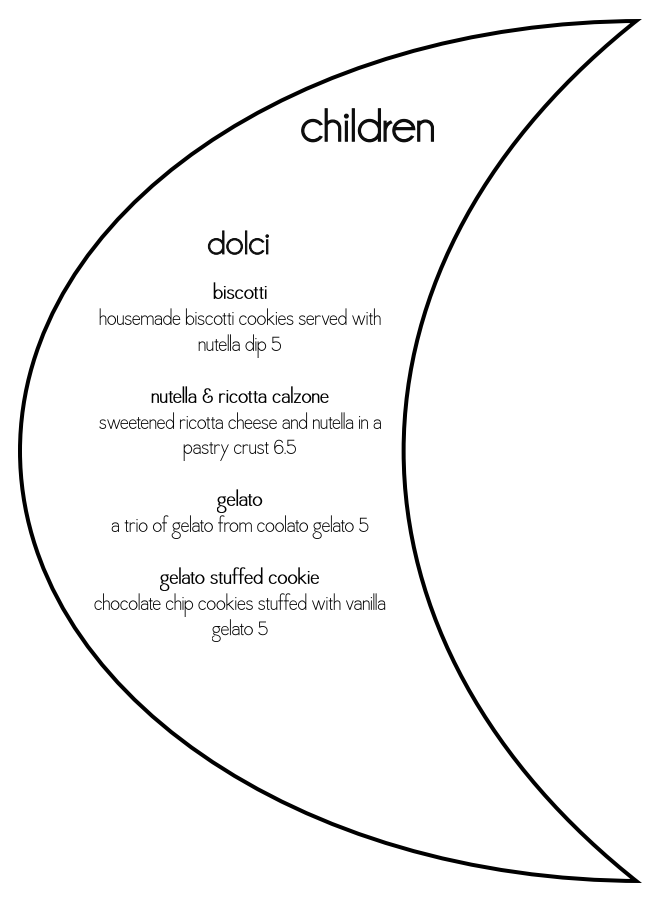 children
dolci
biscotti
housemade biscotti cookies served with
nutella dip 5
nutella & ricotta calzone
sweetened ricotta cheese and nutella in a
pastry crust 6.5
gelato
a trio of gelato from coolato gelato 5
gelato stuffed cookie
chocolate chip cookies stuffed with vanilla
gelato 5